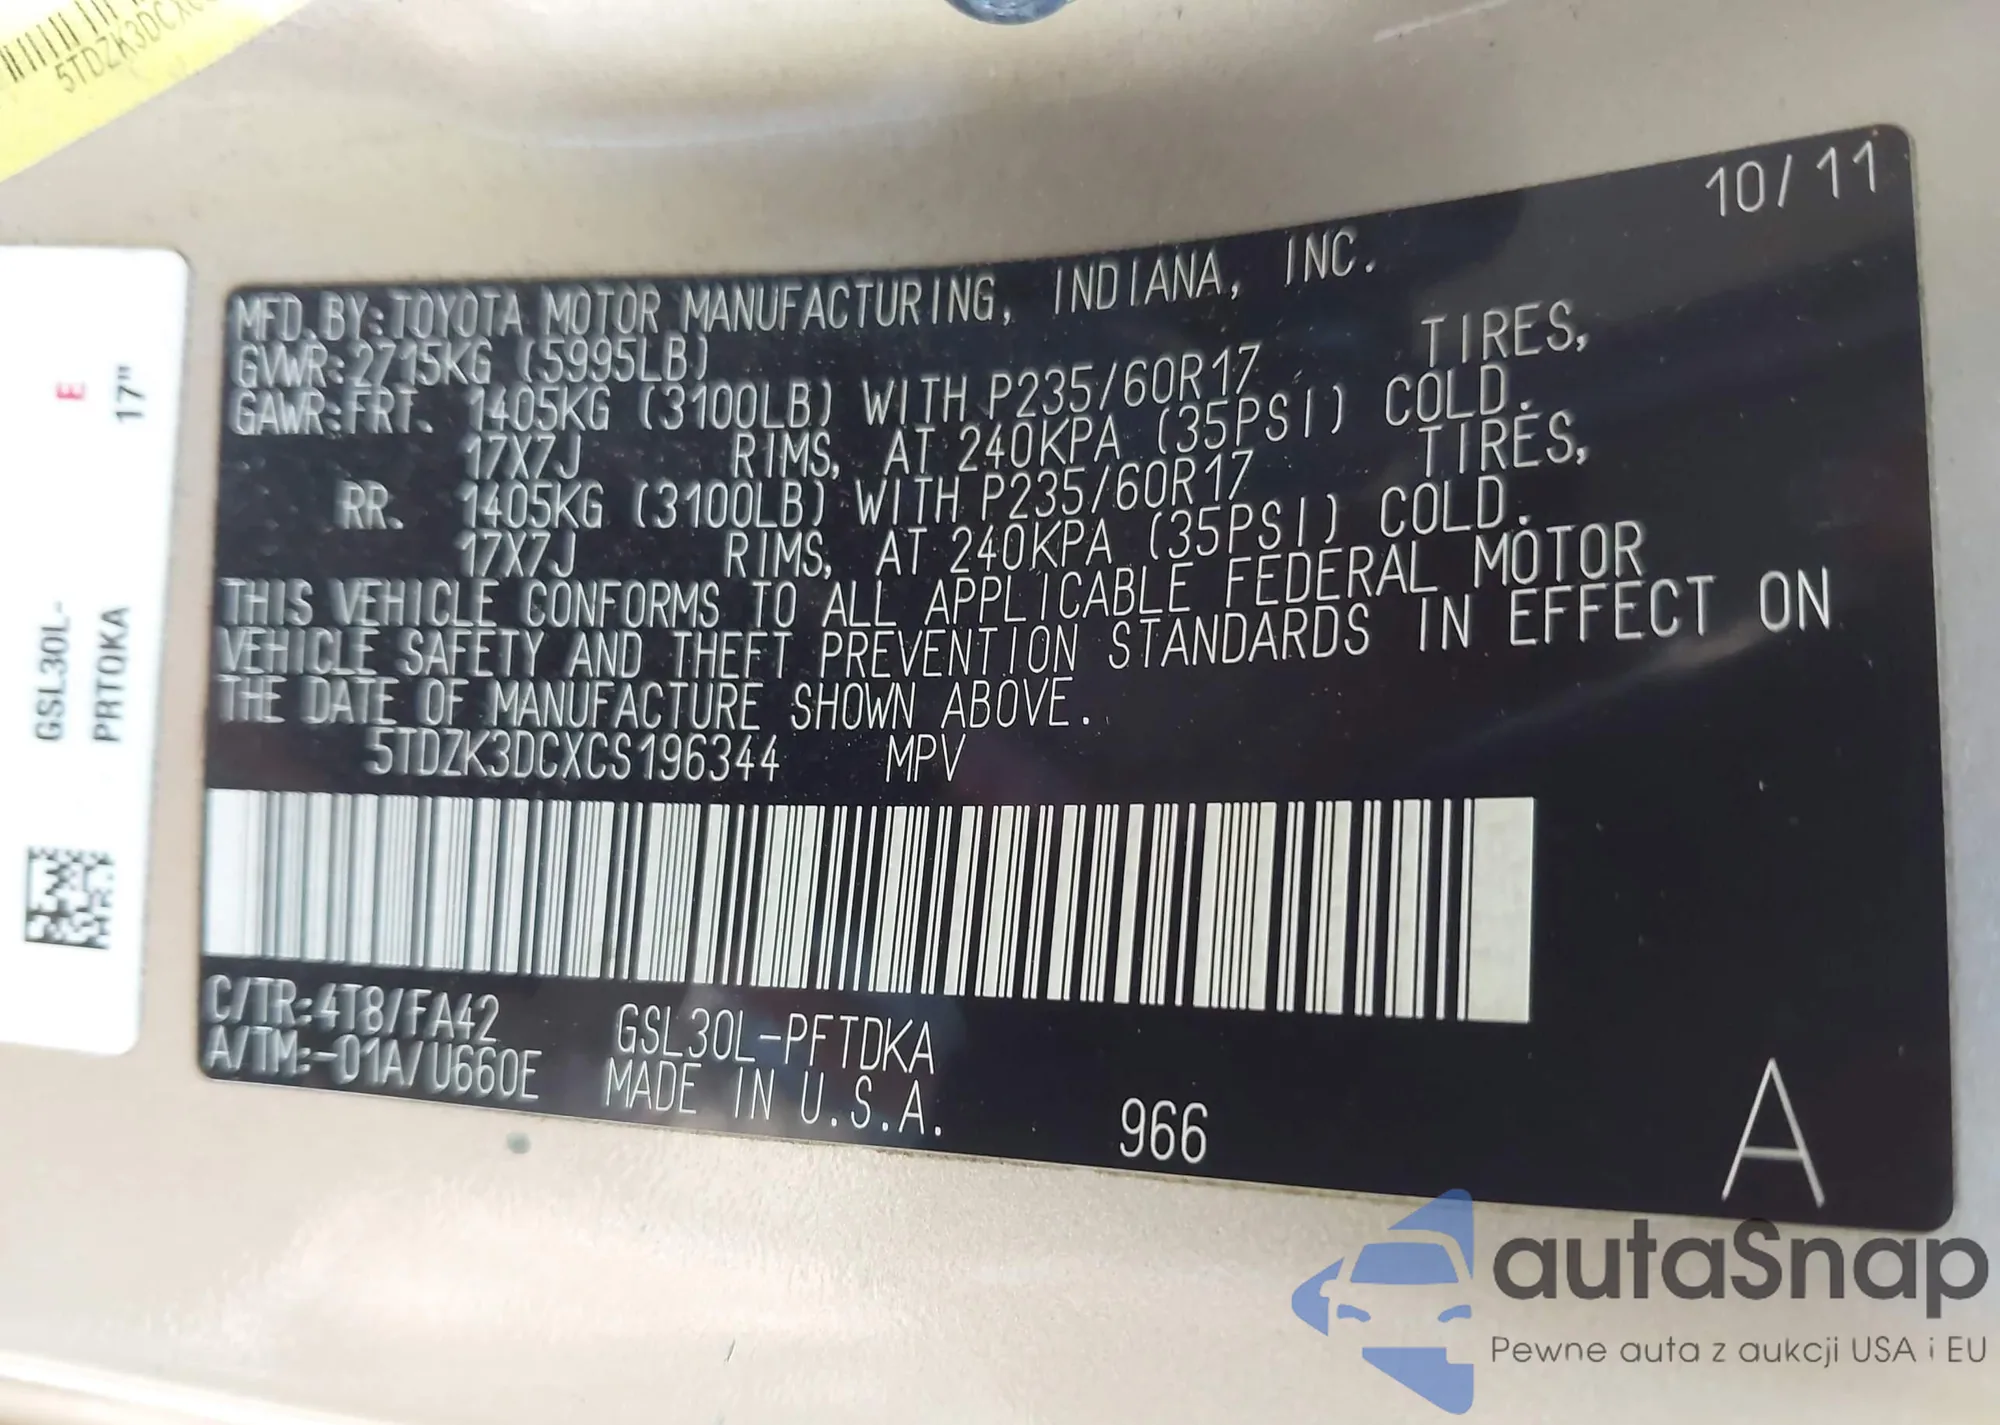 5TDZK3DCXC
10/11
MFD.BY:TOYOTA MOTOR MANUFACTURING, INDIANA, INC.
GVWR:2715KG (5995LB)
GAWR:FRT. 1405KG (3100LB) WITH P235/60R17 TIRES,
17X7J RIMS, AT 240KPA (35PSI) COLD.
RR. 1405KG (3100LB) WITH P235/60R17 TIRES,
17X7J RIMS, AT 240KPA (35PSI) COLD.
THIS VEHICLE CONFORMS TO ALL APPLICABLE FEDERAL MOTOR
VEHICLE SAFETY AND THEFT PREVENTION STANDARDS IN EFFECT ON
THE DATE OF MANUFACTURE SHOWN ABOVE.
5TDZK3DCXCS196344 MPV
C/TR:4T8/FA42 GSL30L-PFTDKA
A/TM:-01A/U660E MADE IN U.S.A.
966
A
E
17"
GSL30L-
PRTQKA
autaSnap
Pewne auta z aukcji USA i EU